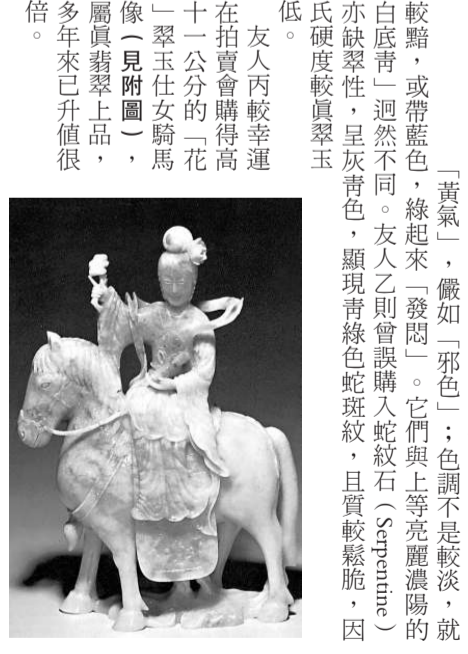 「黃氣」，儼如「邪色」；色調不是較淡，就
較黯，或帶藍色，綠起來「發悶」。它們與上等亮麗濃陽的
白底青」迥然不同。友人乙則曾誤購入蛇紋石（Serpentine）
亦缺翠性，呈灰青色，顯現青綠色蛇斑紋，且質較鬆脆，因
氏硬度較眞翠玉
低。
友人丙較幸運
在拍賣會購得高
十一公分的「花
」翠玉仕女騎馬
像（見附圖），
屬眞翡翠上品，
多年來已升値很
倍。